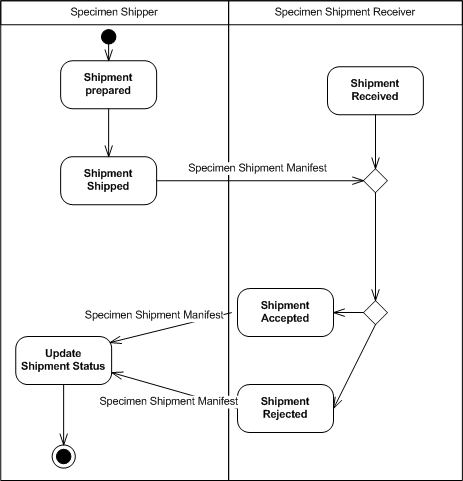 Specimen Shipper
Specimen Shipment Receiver
Shipment
prepared
Shipment
Received
Shipment
Shipped
Specimen Shipment Manifest
Shipment
Accepted
Specimen Shipment Manifest
Update
Shipment Status
Specimen Shipment Manifest
Shipment
Rejected